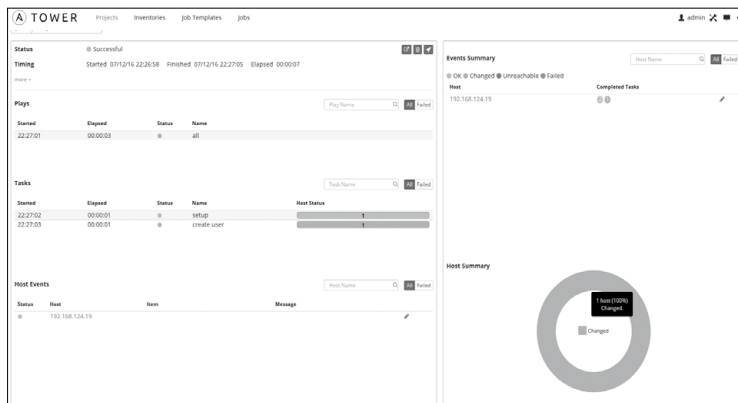 A TOWER Projects Inventories Job Templates Jobs admin
Status Successful
Timing Started 07/12/16 22:26:58 Finished 07/12/16 22:27:05 Elapsed 00:00:07
more
Plays Play Name All Failed
Started Elapsed Status Name
22:27:01 00:00:03 all
Tasks Task Name All Failed
Started Elapsed Status Name Host Status
22:27:02 00:00:01 setup 1
22:27:03 00:00:01 create user 1
Host Events Host Name All Failed
Status Host Item Message
192.168.124.19
Events Summary Host Name All Failed
OK Changed Unreachable Failed
Host Completed Tasks
192.168.124.19
Host Summary
1 host (100%)
Changed.
Changed